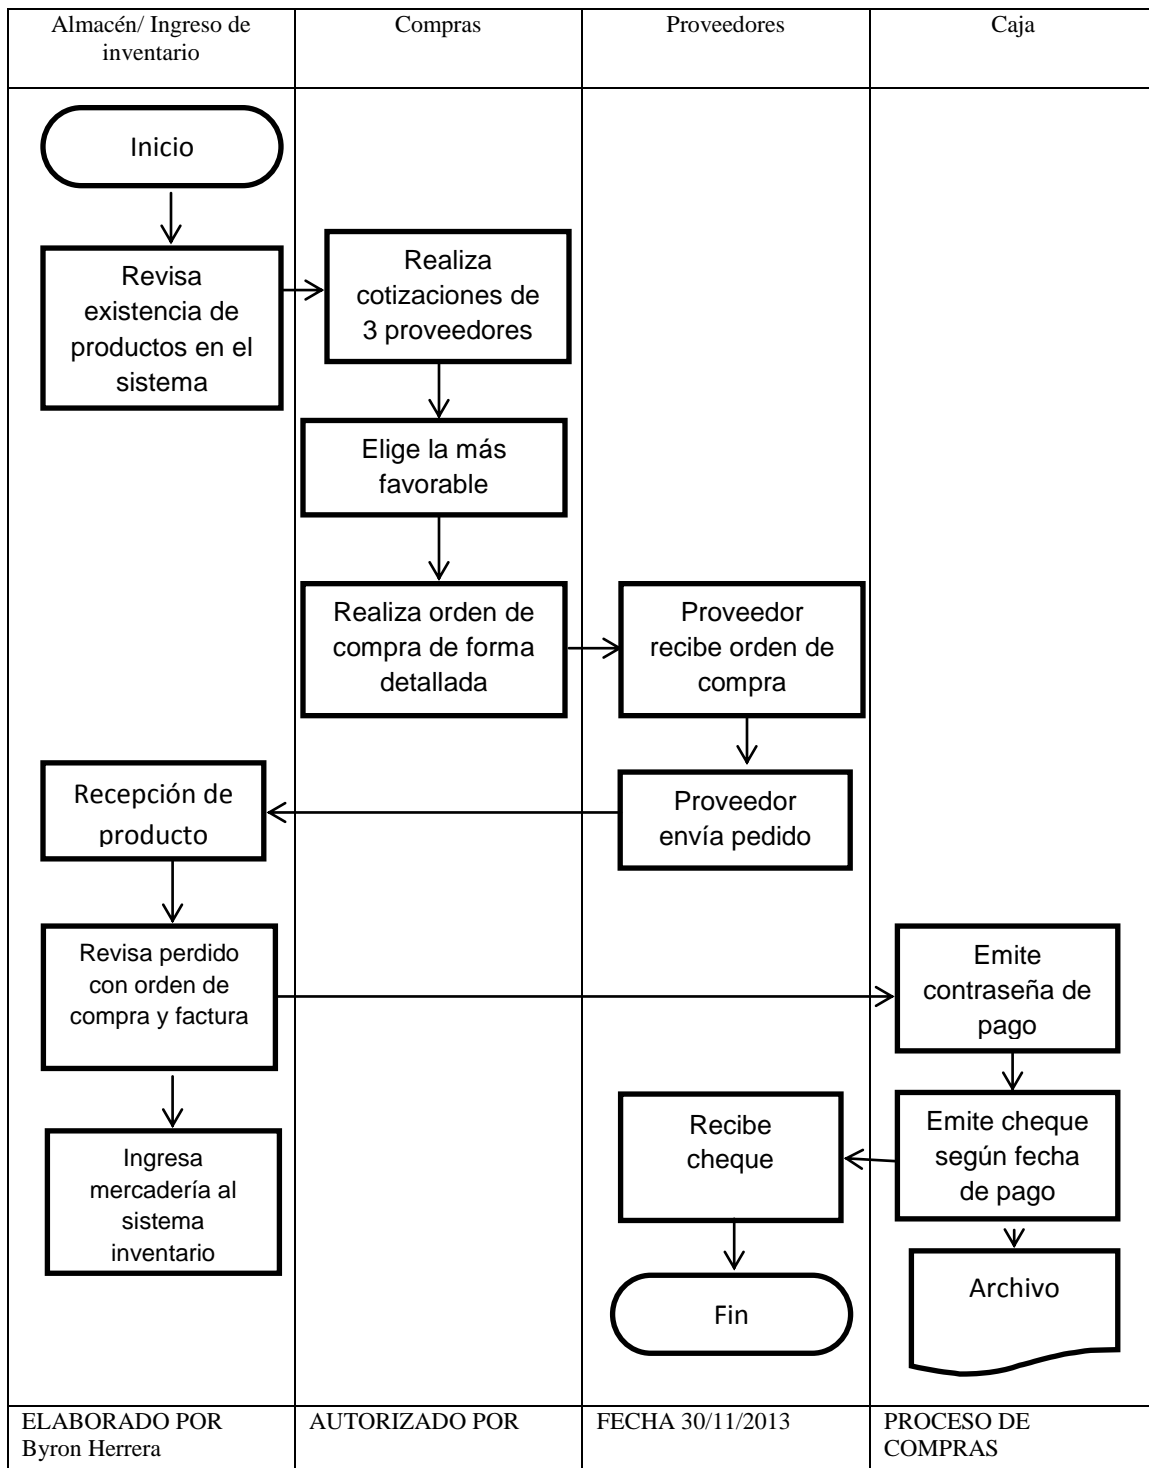 Almacén/ Ingreso de
inventario
Compras
Proveedores
Caja
Inicio
Revisa
existencia de
productos en el
sistema
Realiza
cotizaciones de
3 proveedores
Elige la más
favorable
Realiza orden de
compra de forma
detallada
Proveedor
recibe orden de
compra
Proveedor
envía pedido
Recepción de
producto
Revisa perdido
con orden de
compra y factura
Emite
contraseña de
pago
Ingresa
mercadería al
sistema
inventario
Emite cheque
según fecha
de pago
Recibe
cheque
Archivo
Fin
ELABORADO POR
Byron Herrera
AUTORIZADO POR
FECHA 30/11/2013
PROCESO DE
COMPRAS